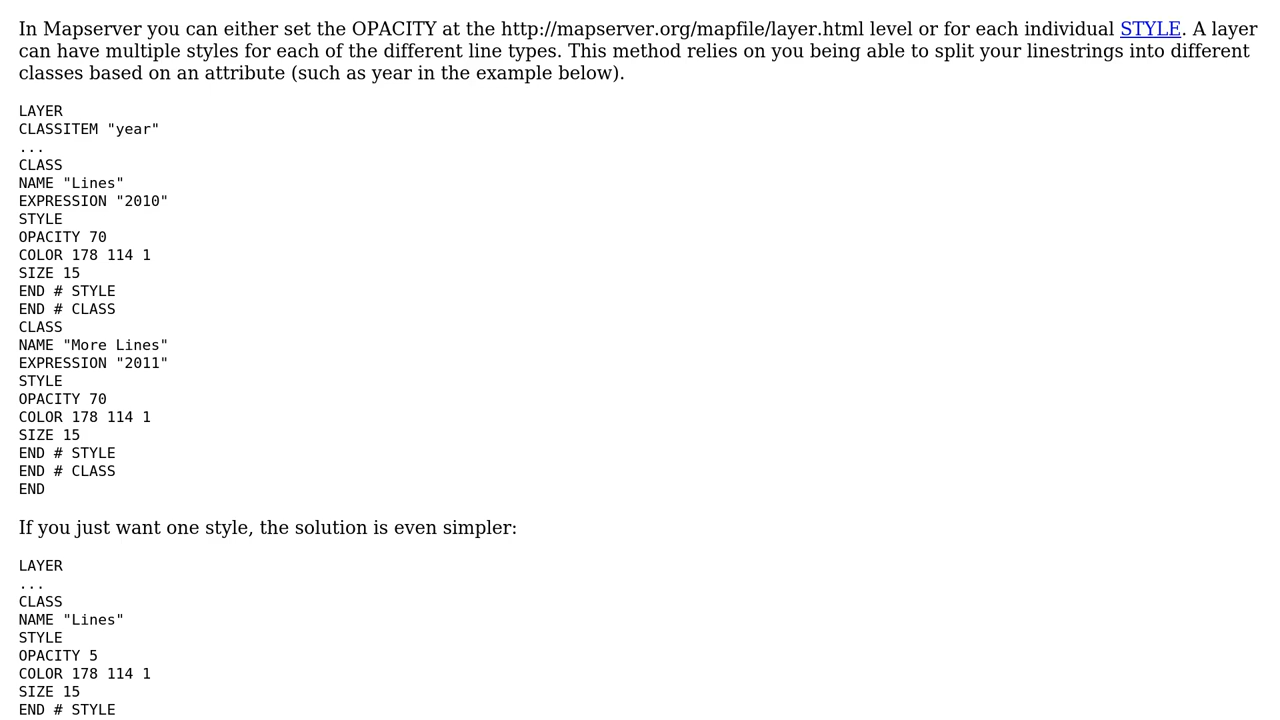 In Mapserver you can either set the OPACITY at the http://mapserver.org/mapfile/layer.html level or for each individual STYLE. A layer
can have multiple styles for each of the different line types. This method relies on you being able to split your linestrings into different
classes based on an attribute (such as year in the example below).
LAYER
CLASSITEM "year"
...
CLASS
NAME "Lines"
EXPRESSION "2010"
STYLE
OPACITY 70
COLOR 178 114 1
SIZE 15
END # STYLE
END # CLASS
CLASS
NAME "More Lines"
EXPRESSION "2011"
STYLE
OPACITY 70
COLOR 178 114 1
SIZE 15
END # STYLE
END # CLASS
END
If you just want one style, the solution is even simpler:
LAYER
...
CLASS
NAME "Lines"
STYLE
OPACITY 5
COLOR 178 114 1
SIZE 15
END # STYLE